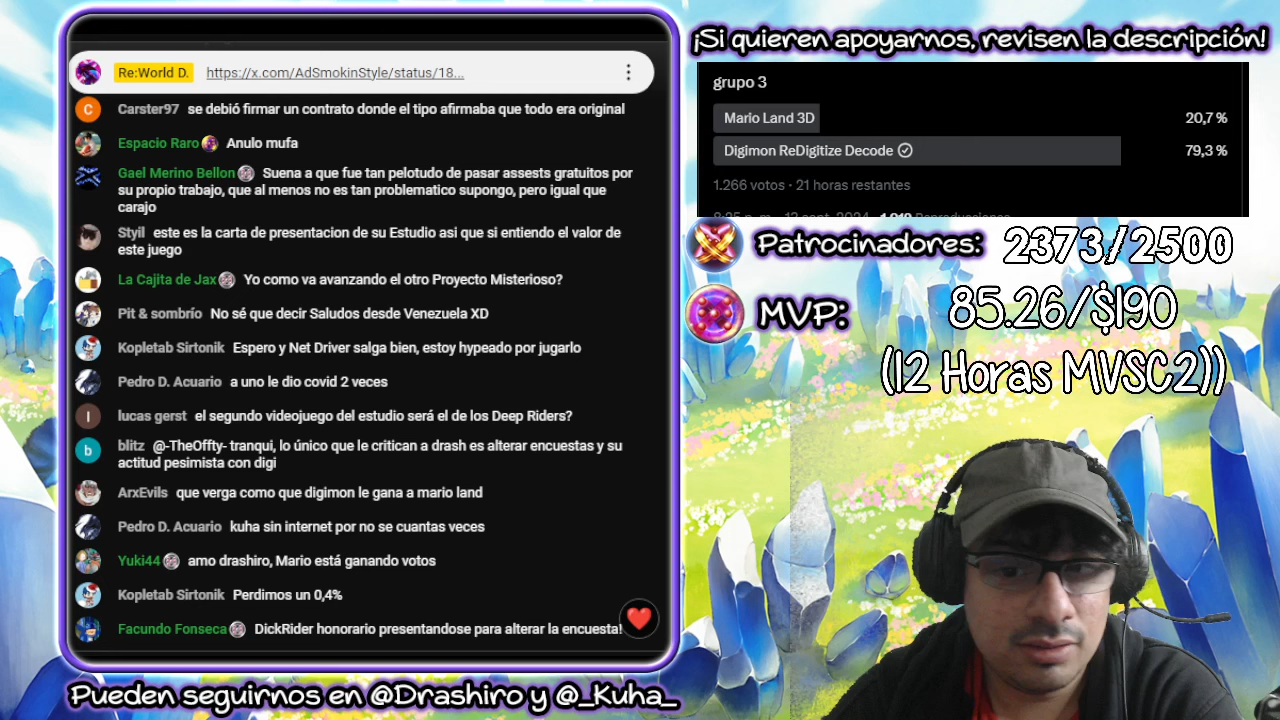 ¡Si quieren apoyarnos, revisen la descripción!
Re:World D. https://x.com/AdSmokinStyle/status/18...
C Carster97 se debió firmar un contrato donde el tipo afirmaba que todo era original
Espacio Raro Anulo mufa
Gael Merino Bellon Suena a que fue tan pelotudo de pasar assests gratuitos por
su propio trabajo, que al menos no es tan problematico supongo, pero igual que
carajo
Styil este es la carta de presentacion de su Estudio asi que si entiendo el valor de
este juego
La Cajita de Jax Yo como va avanzando el otro Proyecto Misterioso?
Pit & sombrío No sé que decir Saludos desde Venezuela XD
Kopletab Sirtonik Espero y Net Driver salga bien, estoy hypeado por jugarlo
Pedro D. Acuario a uno le dio covid 2 veces
l lucas gerst el segundo videojuego del estudio será el de los Deep Riders?
b blitz @-TheOffty- tranqui, lo único que le critican a drash es alterar encuestas y su
actitud pesimista con digi
ArxEvils que verga como que digimon le gana a mario land
Pedro D. Acuario kuha sin internet por no se cuantas veces
Yuki44 amo drashiro, Mario está ganando votos
Kopletab Sirtonik Perdimos un 0,4%
Facundo Fonseca DickRider honorario presentandose para alterar la encuesta!
grupo 3
Mario Land 3D 20,7 %
Digimon ReDigitize Decode 79,3 %
1.266 votos · 21 horas restantes
8:25 p. m. · 13 sept. 2024 · 1.919 Reproducciones
Patrocinadores: 2373/2500
MVP: 85.26/$190
(12 Horas MVSC2))
Pueden seguirnos en @Drashiro y @_Kuha_